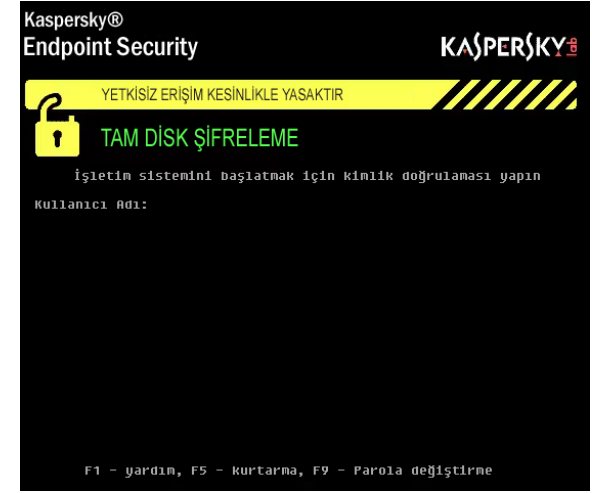 Kaspersky®
Endpoint Security
KASPERSKY lab
YETKİSİZ ERİŞİM KESİNLİKLE YASAKTIR
TAM DİSK ŞİFRELEME
İşletim sistemini başlatmak için kimlik doğrulaması yapın
Kullanıcı Adı:
F1 - yardım, F5 - kurtarma, F9 - Parola değiştirme